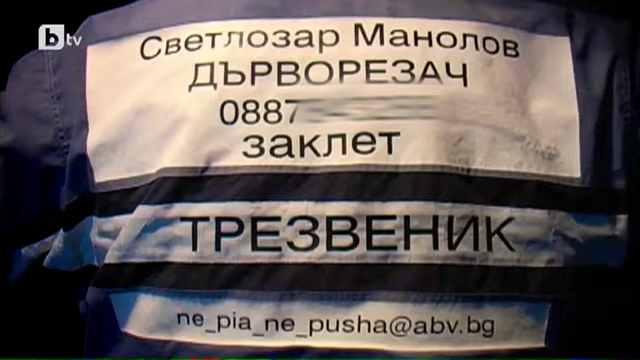 btv
Светлозар Манолов
ДЪРВОРЕЗАЧ
0887
заклет
ТРЕЗВЕНИК
ne_pia_ne_pusha@abv.bg